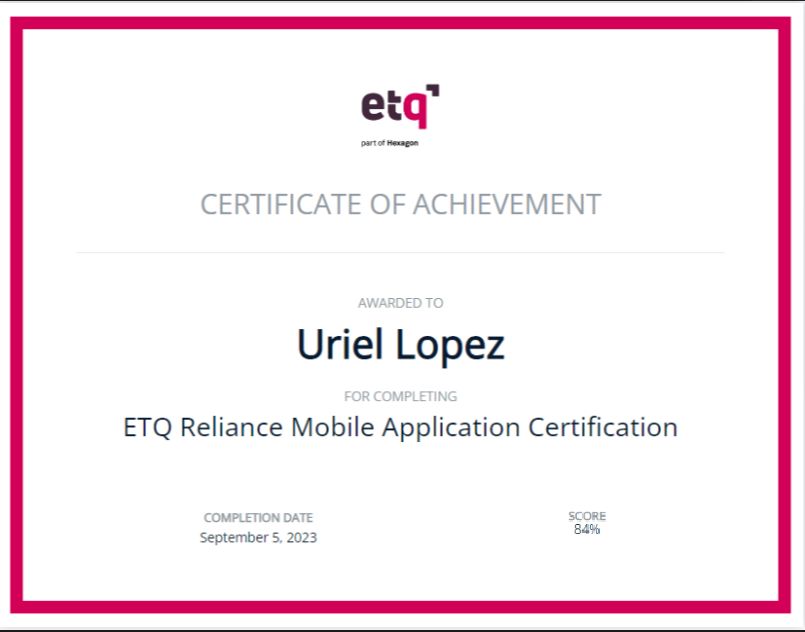 etq
part of Hexagon
CERTIFICATE OF ACHIEVEMENT
AWARDED TO
Uriel Lopez
FOR COMPLETING
ETQ Reliance Mobile Application Certification
COMPLETION DATE
September 5, 2023
SCORE
84%